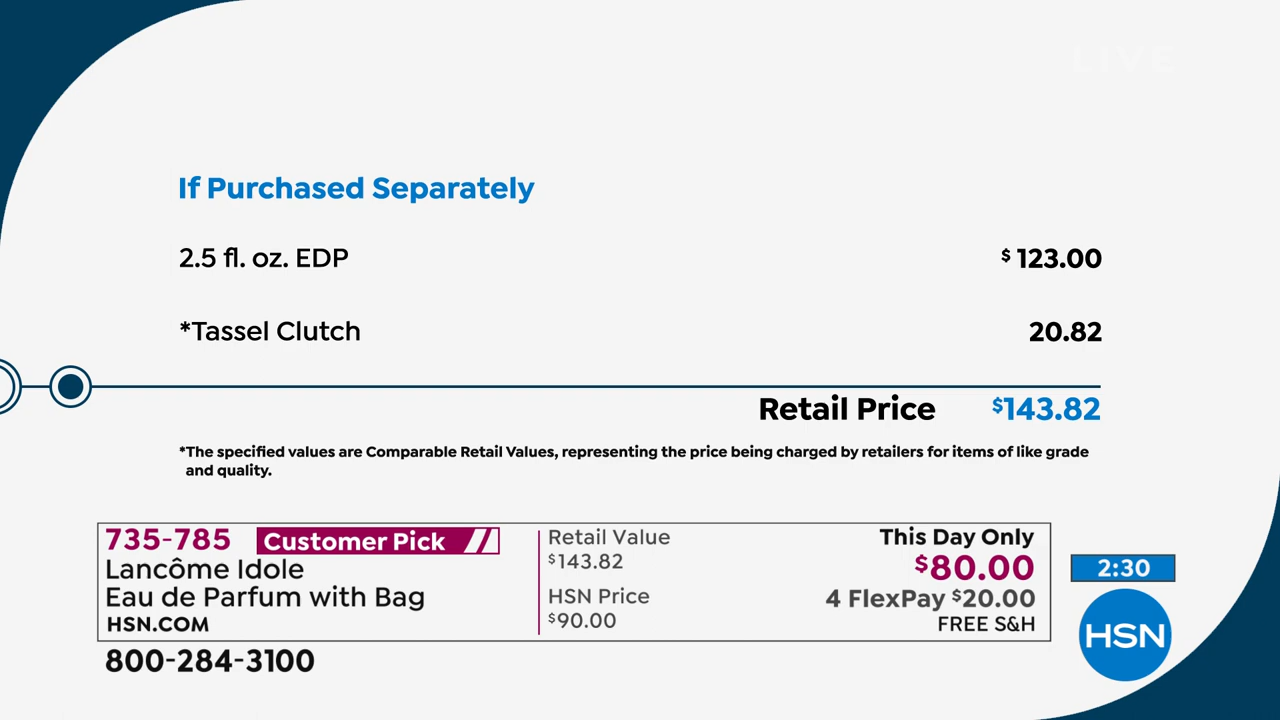 LIVE
If Purchased Separately
2.5 fl. oz. EDP $123.00
*Tassel Clutch 20.82
Retail Price $143.82
*The specified values are Comparable Retail Values, representing the price being charged by retailers for items of like grade
and quality.
735-785 Customer Pick
Lancôme Idole
Eau de Parfum with Bag
HSN.COM
Retail Value
$143.82
HSN Price
$90.00
This Day Only
$80.00
4 FlexPay $20.00
FREE S&H
2:30
HSN
800-284-3100